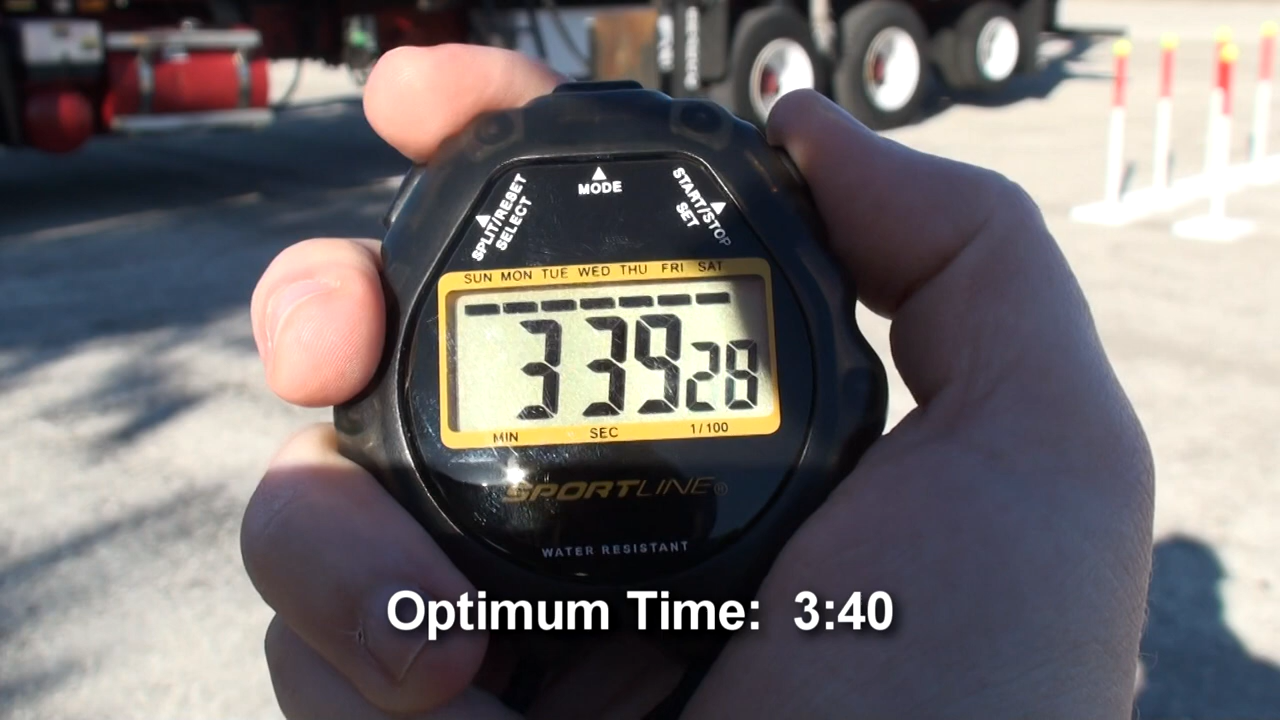 MODE
SPLIT/RESET
SELECT
START/STOP
SET
SUN MON TUE WED THU FRI SAT
3 39 28
MIN SEC 1/100
SPORTLINE®
WATER RESISTANT
Optimum Time: 3:40